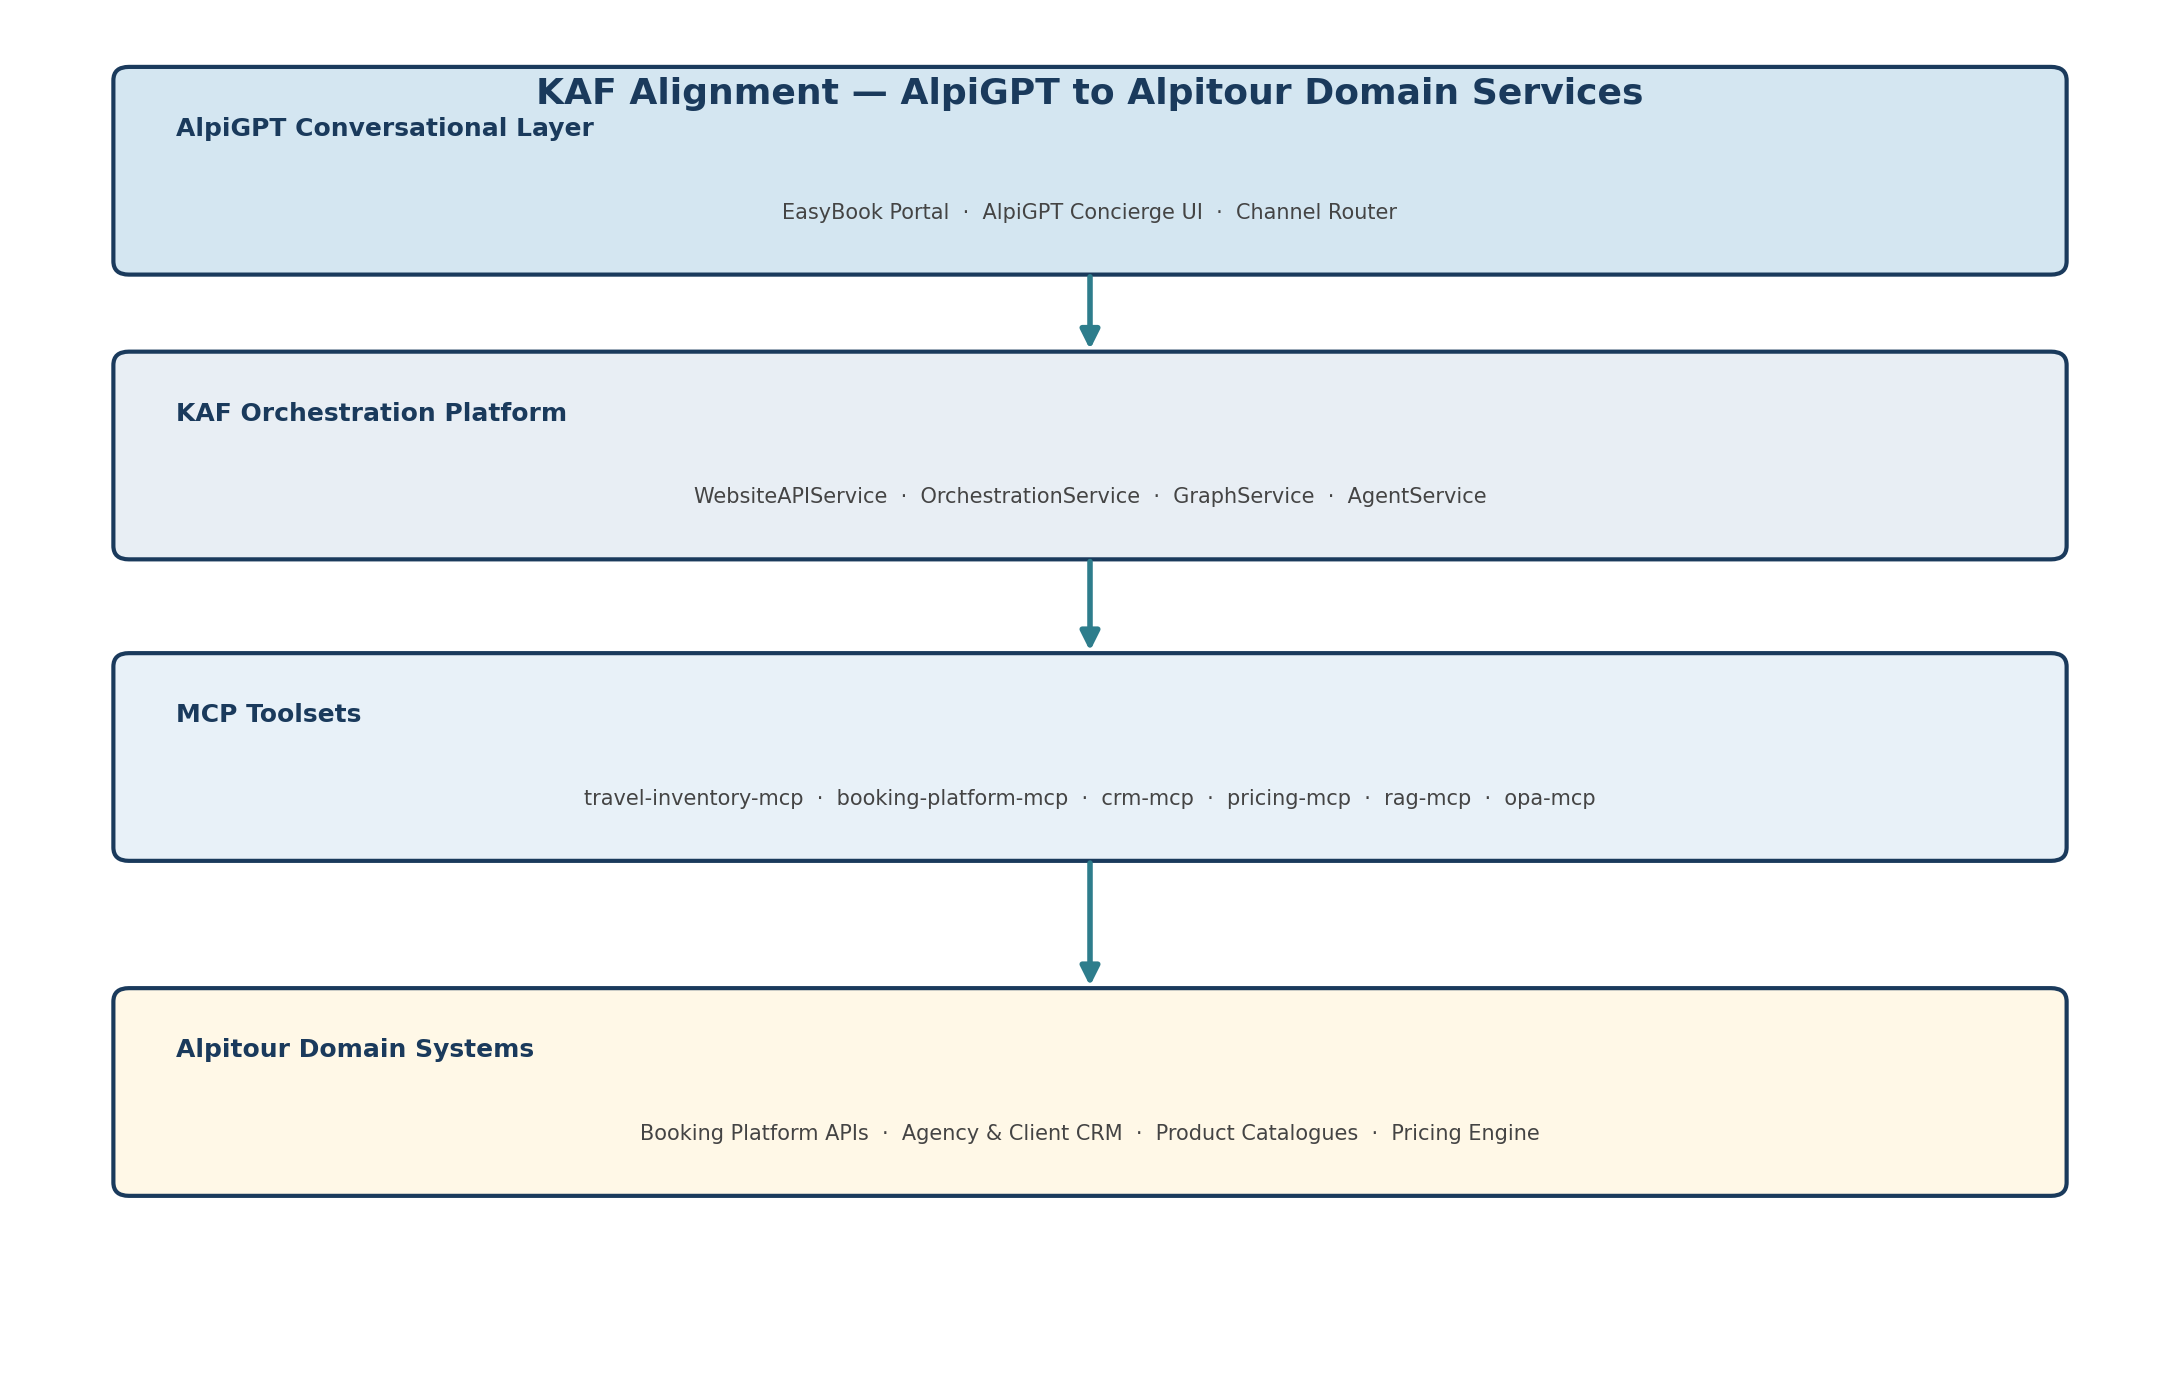 KAF Alignment — AlpiGPT to Alpitour Domain Services
AlpiGPT Conversational Layer
EasyBook Portal · AlpiGPT Concierge UI · Channel Router
KAF Orchestration Platform
WebsiteAPIService · OrchestrationService · GraphService · AgentService
MCP Toolsets
travel-inventory-mcp · booking-platform-mcp · crm-mcp · pricing-mcp · rag-mcp · opa-mcp
Alpitour Domain Systems
Booking Platform APIs · Agency & Client CRM · Product Catalogues · Pricing Engine